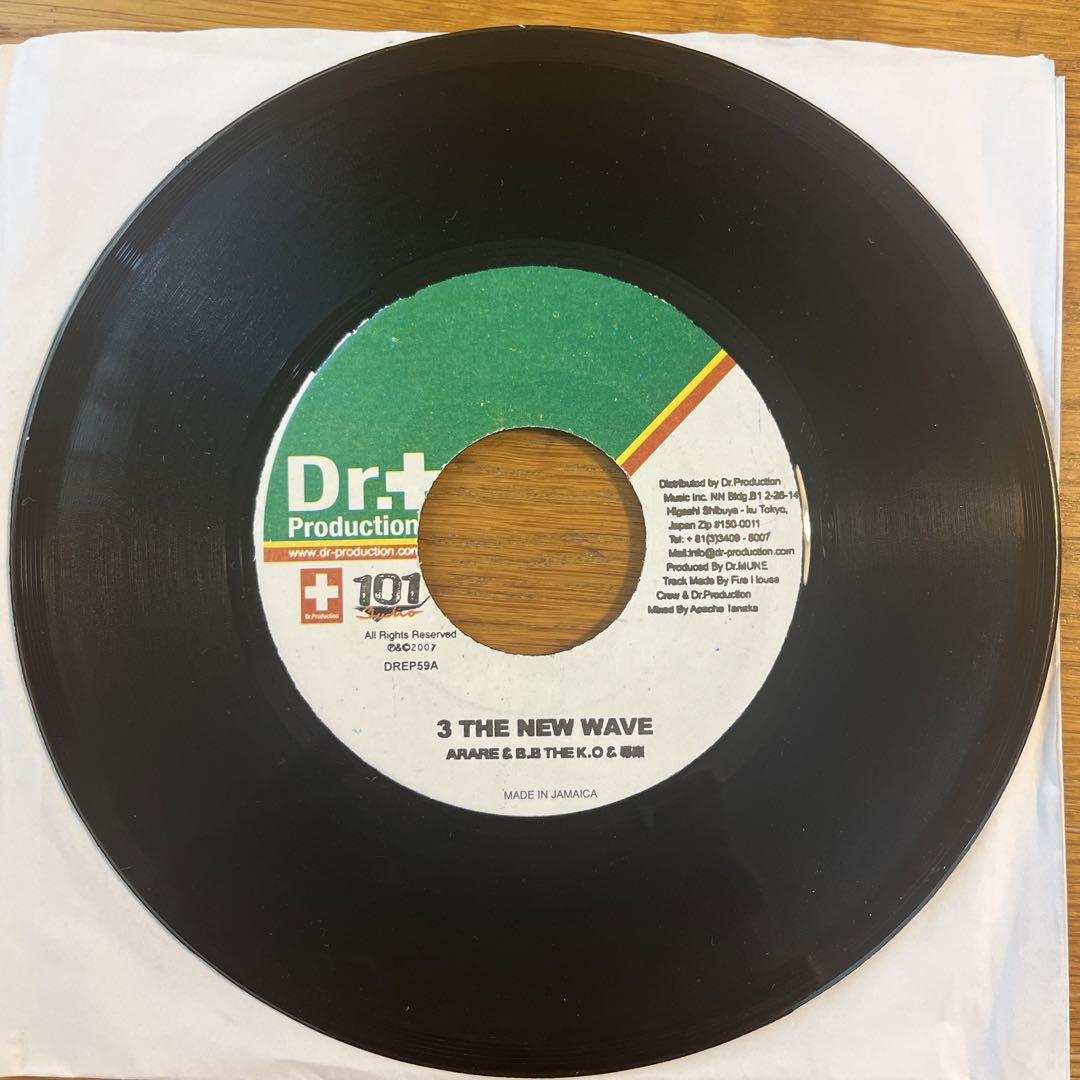 Dr.+
Production
www.dr-production.com
Dr.Production
101
Studio
All Rights Reserved
℗&©2007
DREP59A
Distributed by Dr.Production
Music Inc. NN Bldg.B1 2-26-14
Higashi Shibuya - ku Tokyo,
Japan Zip #150-0011
Tel: + 81(3)3409 - 8007
Mail:info@dr-production.com
Produced By Dr.MUNE
Track Made By Fire House
Crew & Dr.Production
Mixed By Apache Tanaka
3 THE NEW WAVE
ARARE & B.B THE K.O &
MADE IN JAMAICA